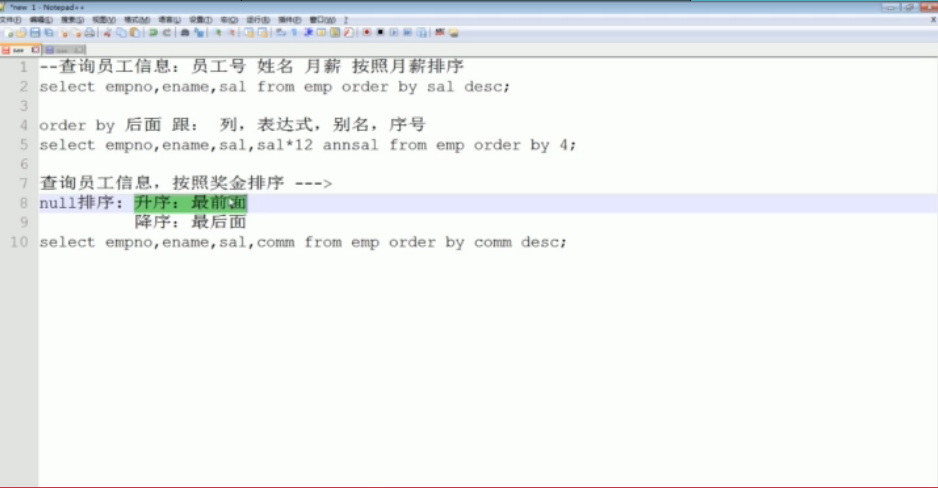 *new 1 - Notepad++
文件(F) 编辑(E) 搜索(S) 视图(V) 格式(M) 语言(L) 设置(T) 宏(O) 运行(R) 插件(P) 窗口(W) ?
X
new
new
1 --查询员工信息：员工号 姓名 月薪 按照月薪排序
2 select empno,ename,sal from emp order by sal desc;
3
4 order by 后面 跟： 列，表达式，别名，序号
5 select empno,ename,sal,sal*12 annsal from emp order by 4;
6
7 查询员工信息，按照奖金排序 --->
8 null排序：升序：最前面
9 降序：最后面
10 select empno,ename,sal,comm from emp order by comm desc;